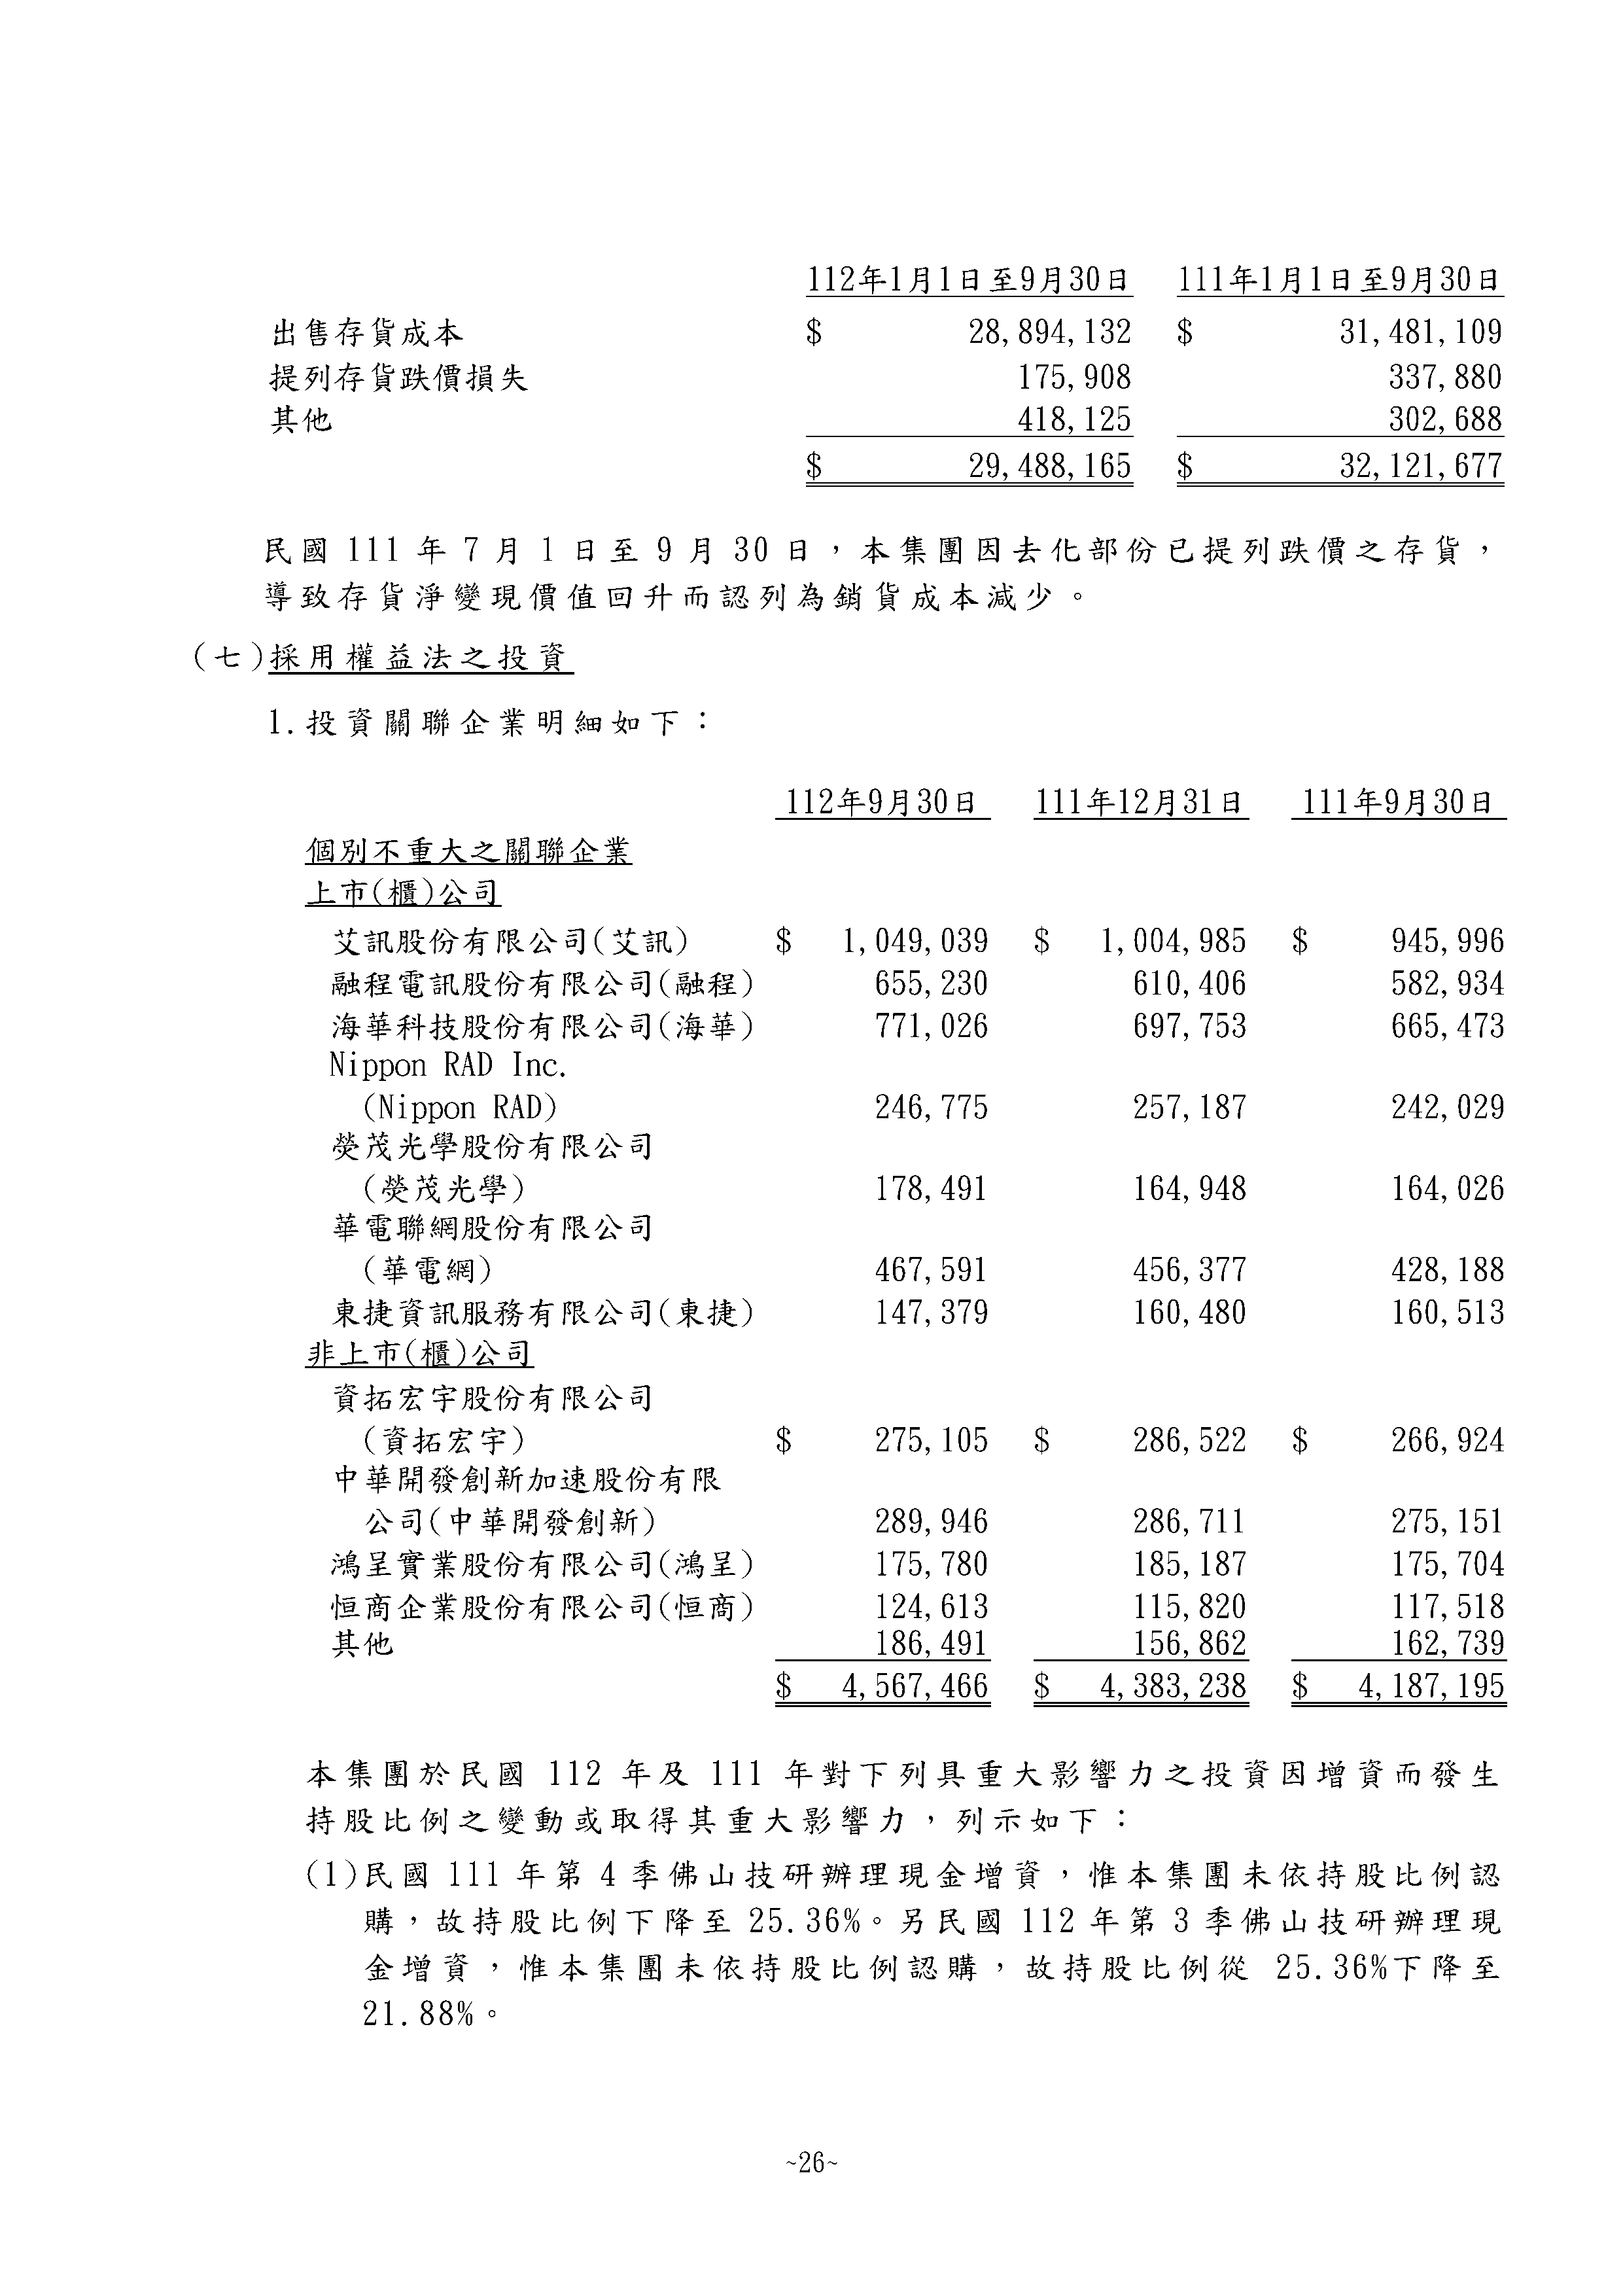 112年1月1日至9月30日 111年1月1日至9月30日
出售存貨成本 $ 28,894,132 $ 31,481,109
提列存貨跌價損失 175,908 337,880
其他 418,125 302,688
$ 29,488,165 $ 32,121,677
民國 111 年 7 月 1 日至 9 月 30 日，本集團因去化部份已提列跌價之存貨，
導致存貨淨變現價值回升而認列為銷貨成本減少。
(七)採用權益法之投資
1.投資關聯企業明細如下：
112年9月30日 111年12月31日 111年9月30日
個別不重大之關聯企業
上市(櫃)公司
艾訊股份有限公司(艾訊) $ 1,049,039 $ 1,004,985 $ 945,996
融程電訊股份有限公司(融程) 655,230 610,406 582,934
海華科技股份有限公司(海華) 771,026 697,753 665,473
Nippon RAD Inc.
(Nippon RAD) 246,775 257,187 242,029
熒茂光學股份有限公司
(熒茂光學) 178,491 164,948 164,026
華電聯網股份有限公司
(華電網) 467,591 456,377 428,188
東捷資訊服務有限公司(東捷) 147,379 160,480 160,513
非上市(櫃)公司
資拓宏宇股份有限公司
(資拓宏宇) $ 275,105 $ 286,522 $ 266,924
中華開發創新加速股份有限
公司(中華開發創新) 289,946 286,711 275,151
鴻呈實業股份有限公司(鴻呈) 175,780 185,187 175,704
恒商企業股份有限公司(恒商) 124,613 115,820 117,518
其他 186,491 156,862 162,739
$ 4,567,466 $ 4,383,238 $ 4,187,195
本集團於民國 112 年及 111 年對下列具重大影響力之投資因增資而發生
持股比例之變動或取得其重大影響力，列示如下：
(1)民國 111 年第 4 季佛山技研辦理現金增資，惟本集團未依持股比例認
購，故持股比例下降至 25.36%。另民國 112 年第 3 季佛山技研辦理現
金增資，惟本集團未依持股比例認購，故持股比例從 25.36%下降至
21.88%。
~26~